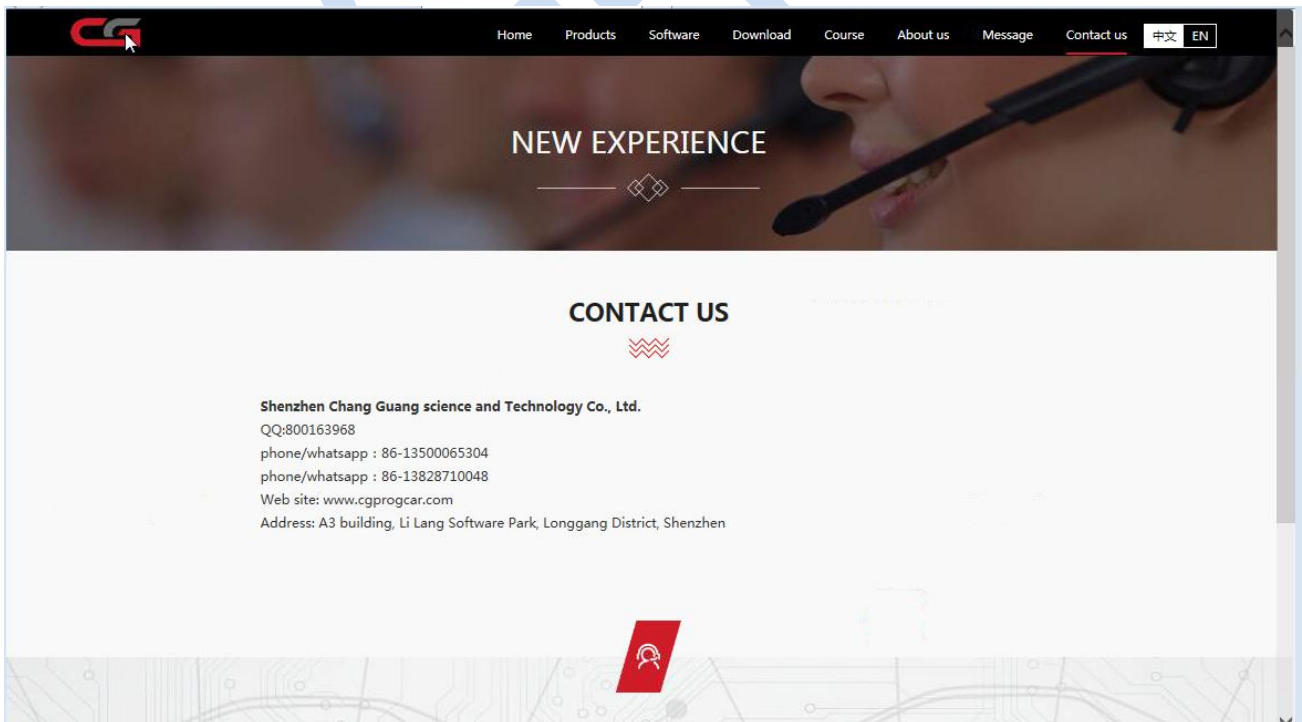 CG
Home Products Software Download Course About us Message Contact us 中文 EN
NEW EXPERIENCE
CONTACT US
Shenzhen Chang Guang science and Technology Co., Ltd.
QQ:800163968
phone/whatsapp : 86-13500065304
phone/whatsapp : 86-13828710048
Web site: www.cgprogcar.com
Address: A3 building, Li Lang Software Park, Longgang District, Shenzhen